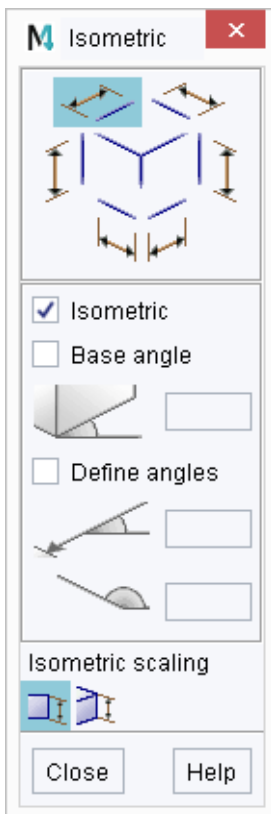 Isometric
Isometric
Base angle
Define angles
Isometric scaling
Close
Help